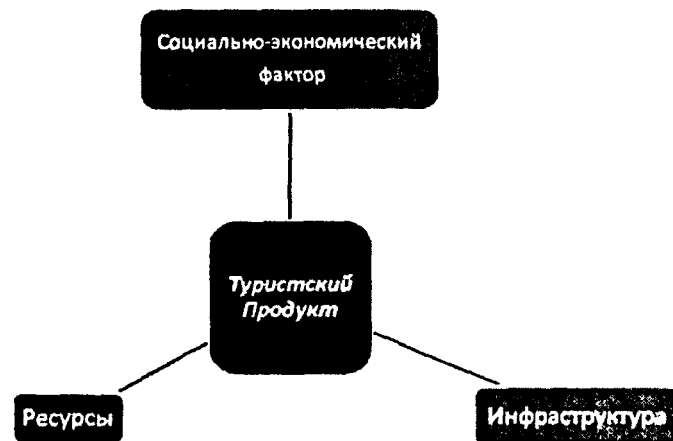 Социально-экономический
фактор
Туристский
Продукт
Ресурсы
Инфраструктура